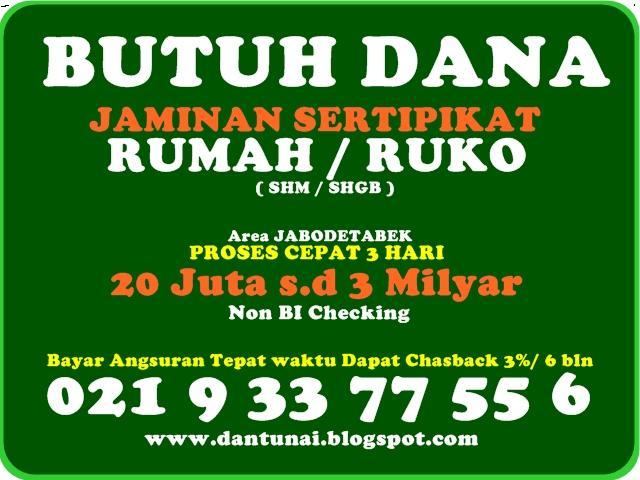 BUTUH DANA
JAMINAN SERTIPIKAT
RUMAH / RUKO
( SHM / SHGB )
Area JABODETABEK
PROSES CEPAT 3 HARI
20 Juta s.d 3 Milyar
Non BI Checking
Bayar Angsuran Tepat waktu Dapat Chasback 3%/ 6 bln
021 9 33 77 55 6
www.dantunai.blogspot.com